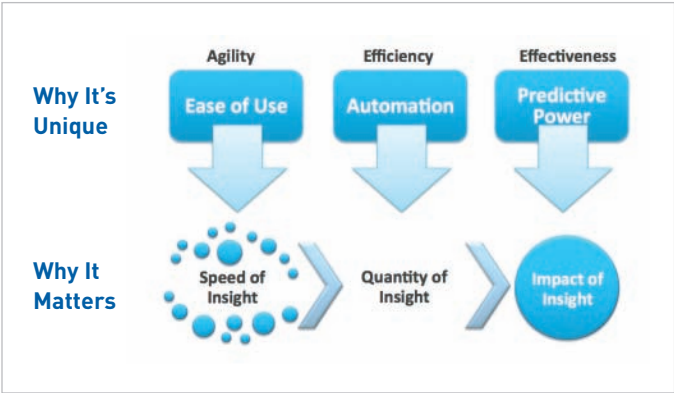 Agility
Efficiency
Effectiveness
Why It's
Unique
Ease of Use
Automation
Predictive
Power
Why It
Matters
Speed of
Insight
Quantity of
Insight
Impact of
Insight